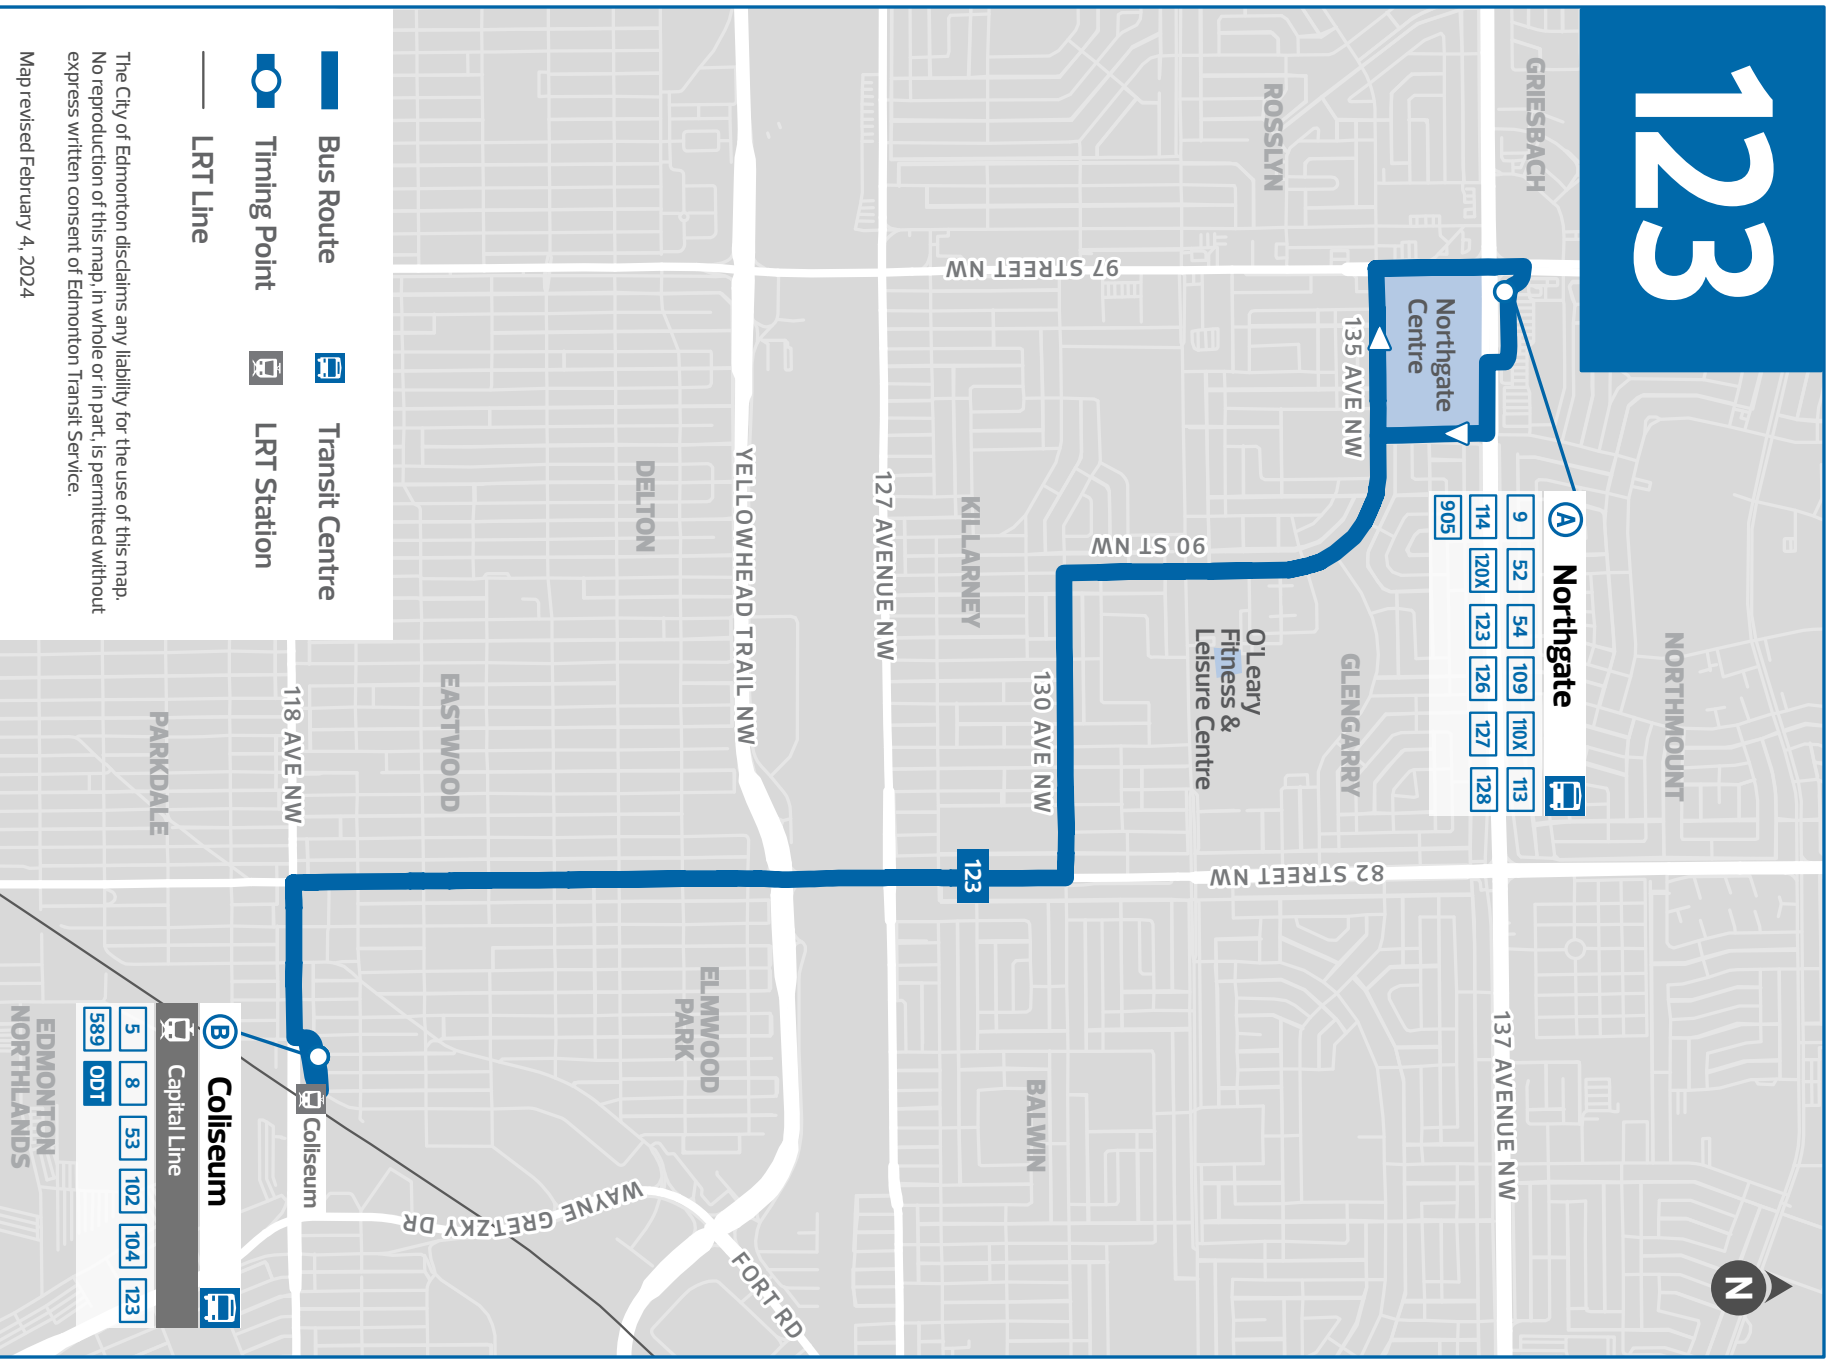 123
GRIESBACH
ROSSLYN
NORTHMOUNT
97 STREET NW
Northgate
Centre
135 AVE NW
A
Northgate
9
52
54
109
110X
113
114
120X
123
126
127
128
905
90 ST NW
GLENGARRY
O'Leary
Fitness &
Leisure Centre
KILLARNEY
130 AVE NW
82 STREET NW
137 AVENUE NW
127 AVENUE NW
YELLOWHEAD TRAIL NW
DELTON
EASTWOOD
123
BALWIN
ELMWOOD
PARK
118 AVE NW
PARKDALE
Coliseum
WAYNE GRETZKY DR
FORT RD
B
Coliseum
Capital Line
5
8
53
102
104
123
589
ODT
EDMONTON
NORTHLANDS
N
Bus Route
Transit Centre
Timing Point
LRT Station
LRT Line
The City of Edmonton disclaims any liability for the use of this map.
No reproduction of this map, in whole or in part, is permitted without
express written consent of Edmonton Transit Service.
Map revised February 4, 2024